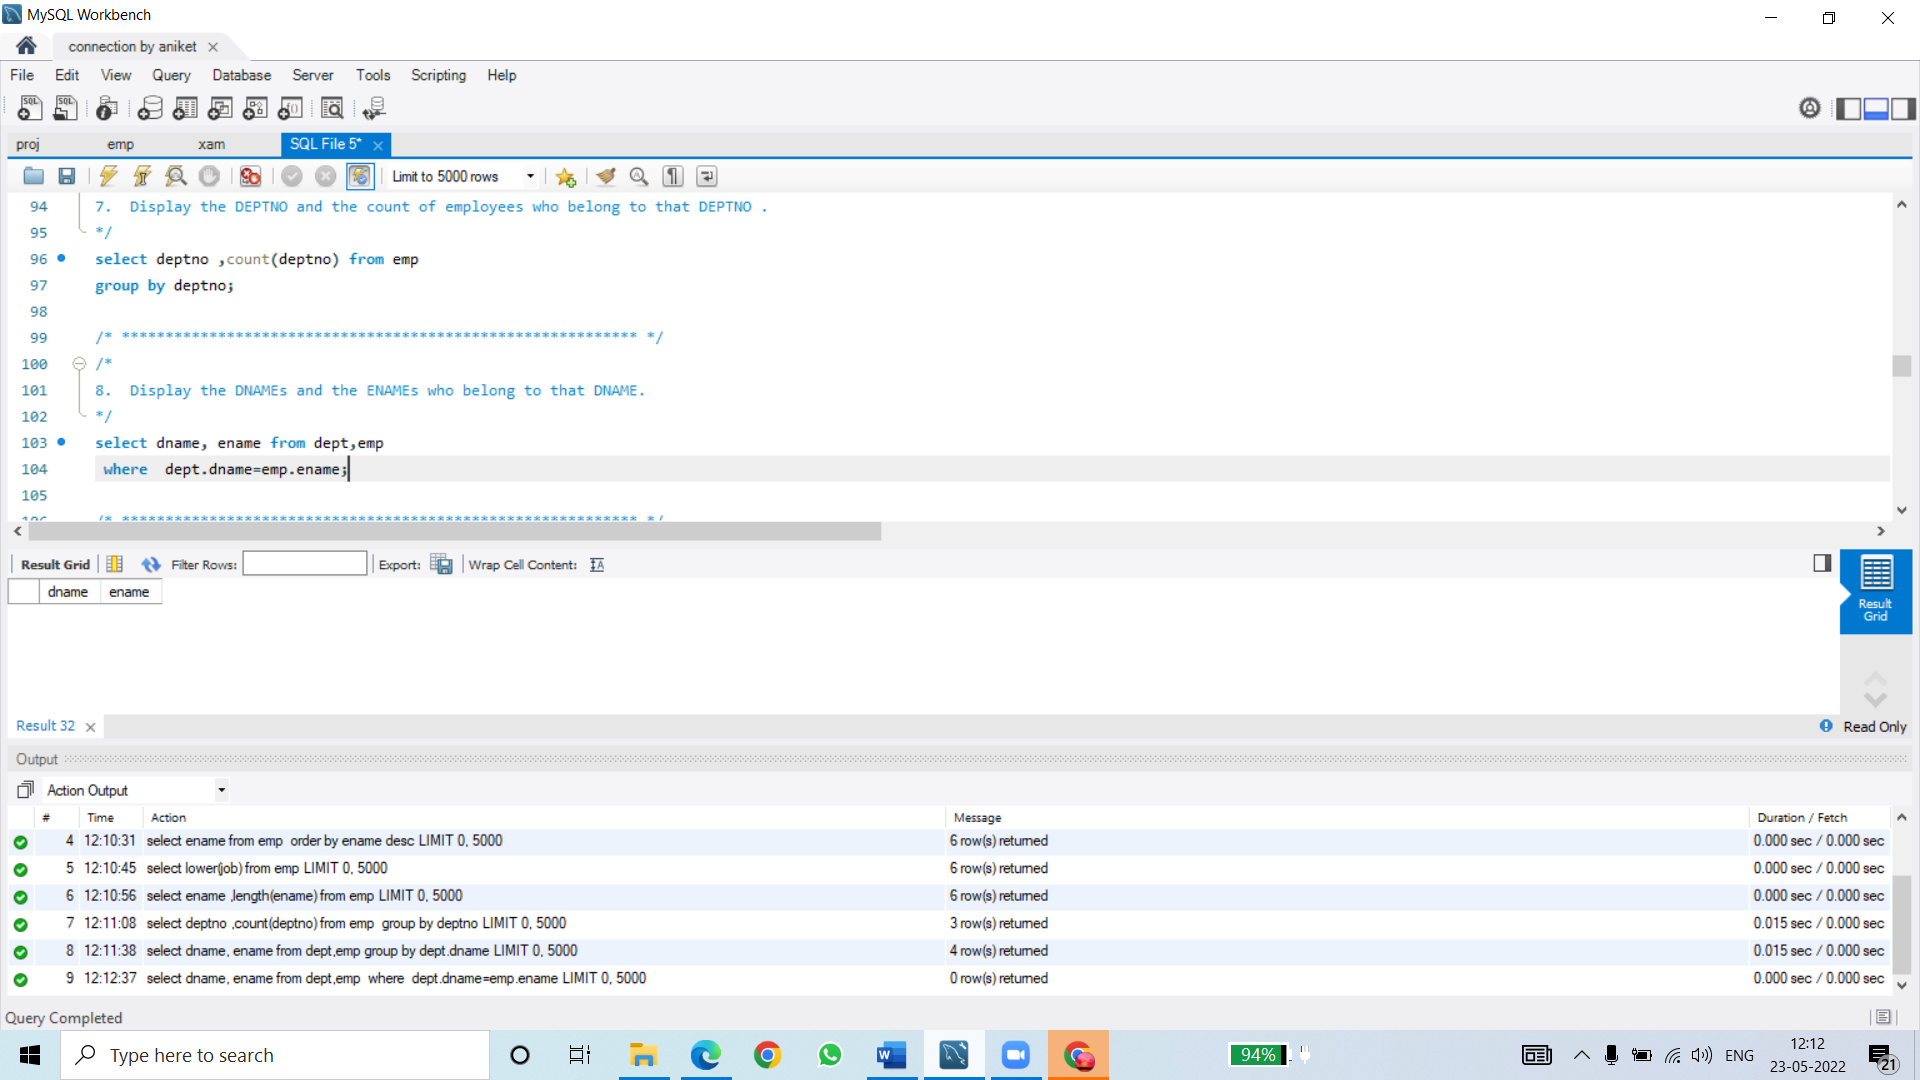 MySQL Workbench
connection by aniket
File Edit View Query Database Server Tools Scripting Help
proj emp xam SQL File 5*
Limit to 5000 rows
94 7. Display the DEPTNO and the count of employees who belong to that DEPTNO .
95 */
96 select deptno ,count(deptno) from emp
97 group by deptno;
98
99 /* *********************************************************** */
100 /*
101 8. Display the DNAMEs and the ENAMEs who belong to that DNAME.
102 */
103 select dname, ename from dept,emp
104 where  dept.dname=emp.ename;
105
106 /* *********************************************************** */
Result Grid Filter Rows: Export: Wrap Cell Content:
dname ename
Result Grid
Result 32
Read Only
Output
Action Output
# Time Action Message Duration / Fetch
4 12:10:31 select ename from emp  order by ename desc LIMIT 0, 5000 6 row(s) returned 0.000 sec / 0.000 sec
5 12:10:45 select lower(job) from emp LIMIT 0, 5000 6 row(s) returned 0.000 sec / 0.000 sec
6 12:10:56 select ename ,length(ename) from emp LIMIT 0, 5000 6 row(s) returned 0.000 sec / 0.000 sec
7 12:11:08 select deptno ,count(deptno) from emp  group by deptno LIMIT 0, 5000 3 row(s) returned 0.015 sec / 0.000 sec
8 12:11:38 select dname, ename from dept,emp group by dept.dname LIMIT 0, 5000 4 row(s) returned 0.015 sec / 0.000 sec
9 12:12:37 select dname, ename from dept,emp  where  dept.dname=emp.ename LIMIT 0, 5000 0 row(s) returned 0.000 sec / 0.000 sec
Query Completed
Type here to search
94%
ENG
12:12
23-05-2022
21